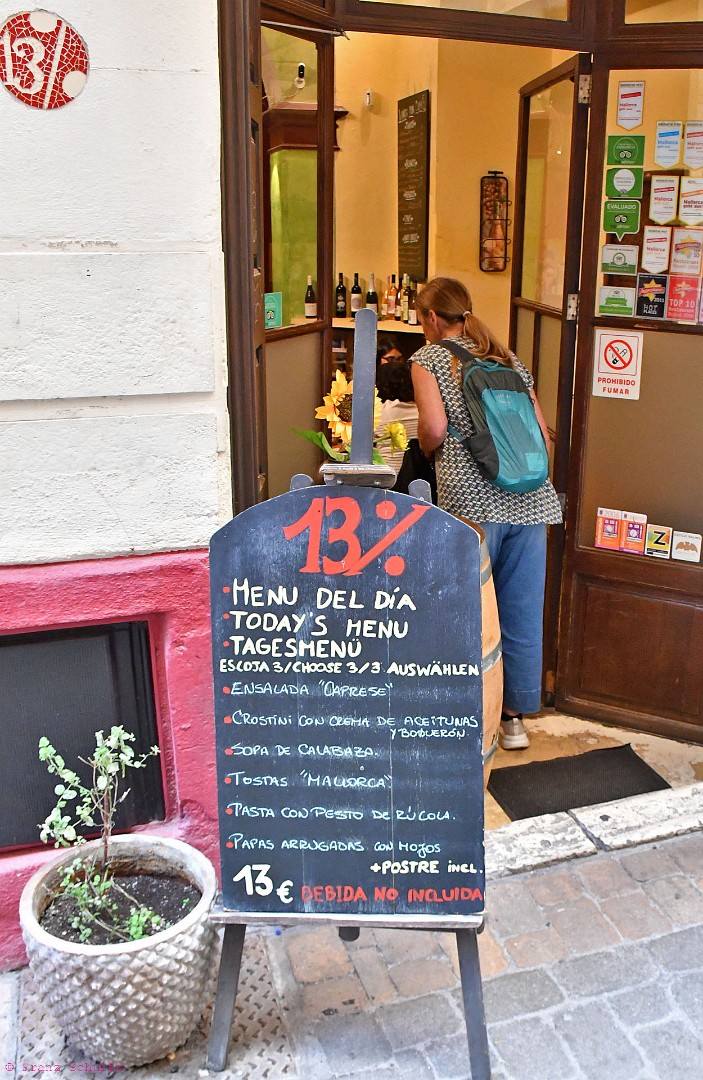 13%
13%
MENU DEL DÍA
TODAY'S MENU
TAGESMENÜ
ESCOJA 3/CHOOSE 3/3 AUSWÄHLEN
ENSALADA "CAPRESE"
CROSTINI CON CREMA DE ACEITUNAS
Y BOQUERÓN
SOPA DE CALABAZA.
TOSTAS "MALLORCA"
PASTA CON PESTO DE RÚCOLA.
PAPAS ARRUGADAS CON MOJOS
+POSTRE INCL.
13€ BEBIDA NO INCLUIDA
EVALUADO
TOP 10
PROHIBIDO
FUMAR
Z